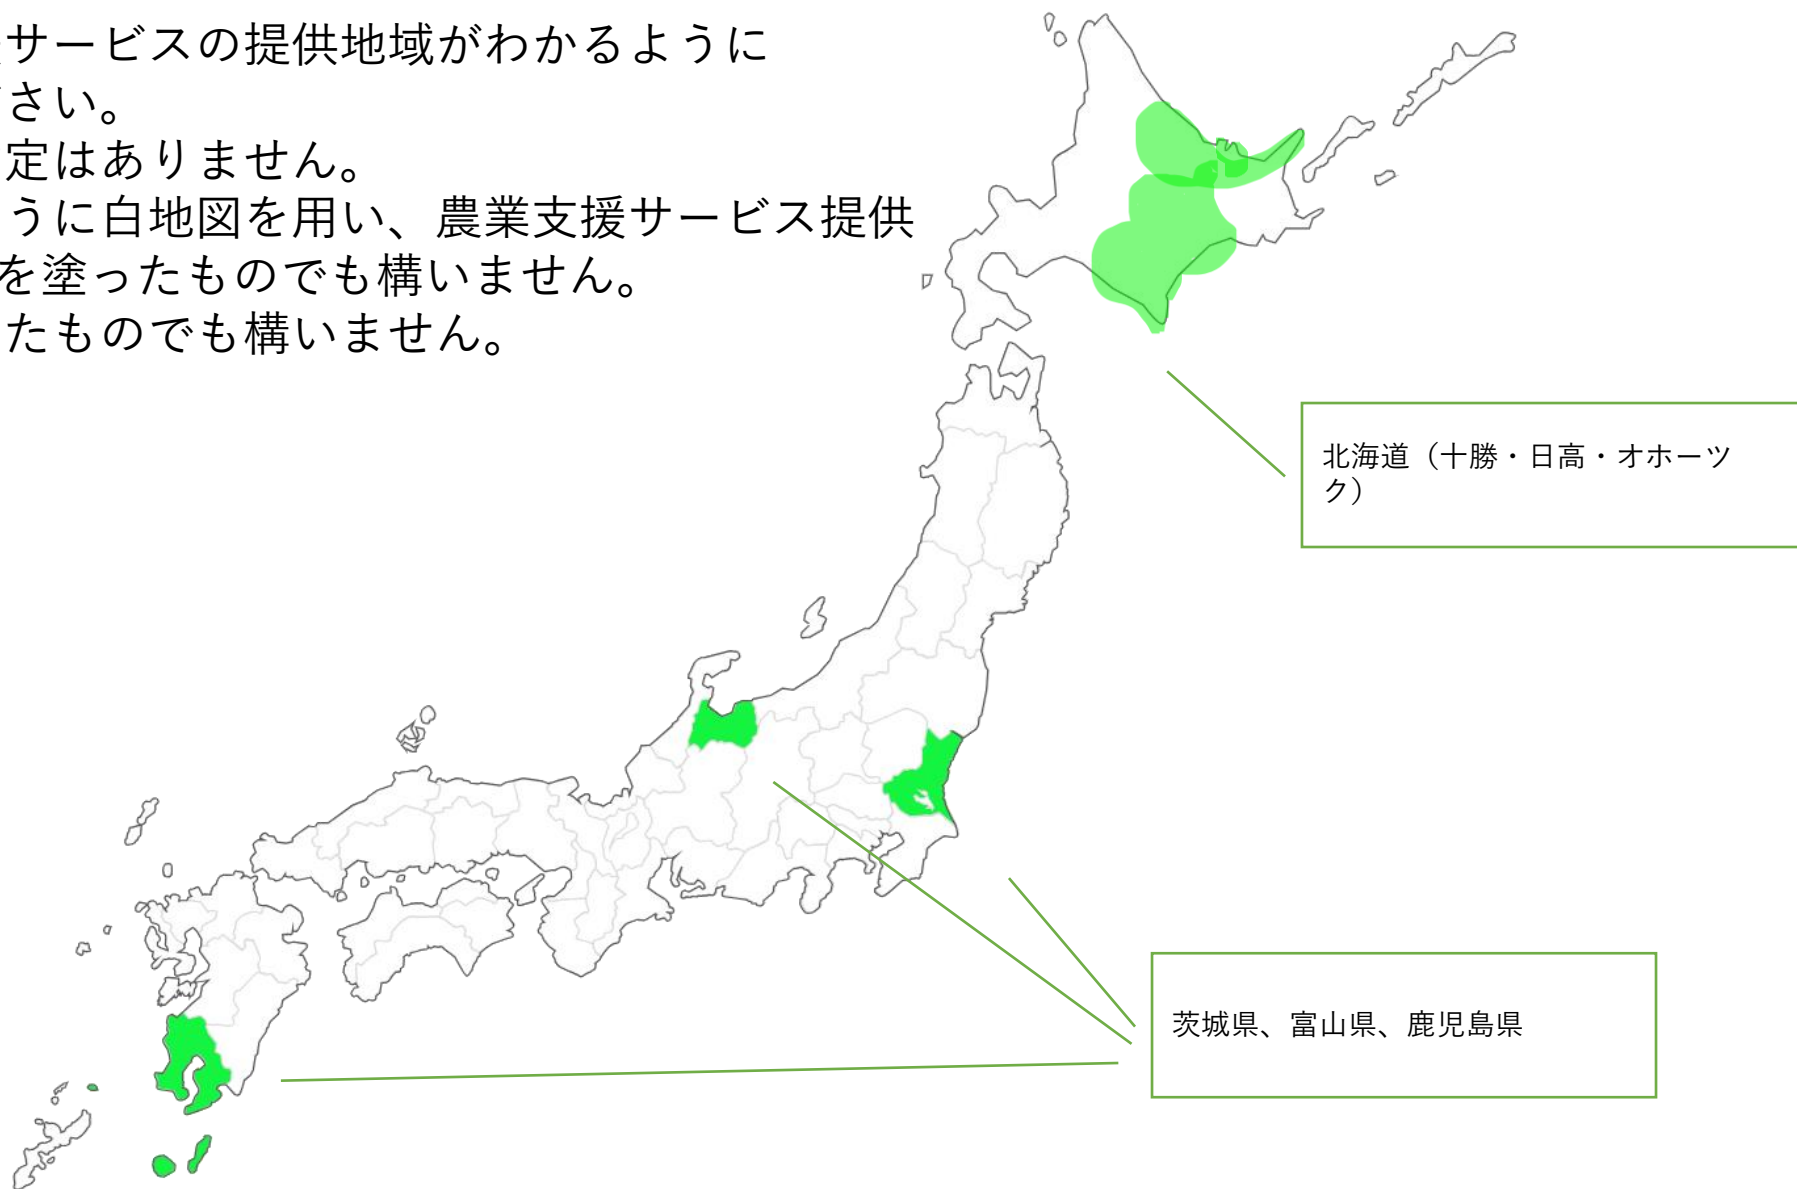 サービスの提供地域がわかるように
さい。
定はありません。
うに白地図を用い、農業支援サービス提供
を塗ったものでも構いません。
たものでも構いません。
北海道（十勝・日高・オホーツ
ク）
茨城県、富山県、鹿児島県